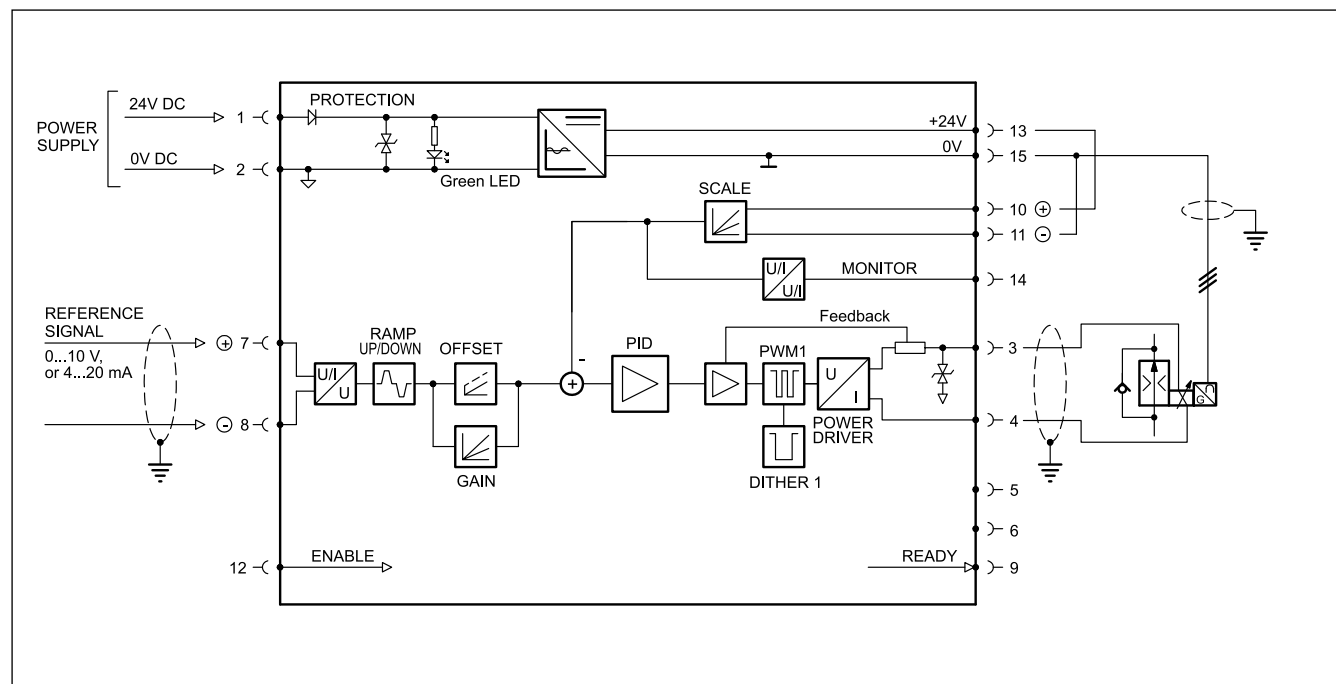 24V DC
1
PROTECTION
POWER
SUPPLY
+24V
13
0V DC
2
Green LED
0V
15
SCALE
10 +
11 -
U/I
U/I
MONITOR
14
REFERENCE
SIGNAL
0...10 V,
or 4...20 mA
+ 7
- 8
U/I
U
RAMP
UP/DOWN
OFFSET
GAIN
-
+
PID
Feedback
PWM1
U
I
POWER
DRIVER
DITHER 1
3
4
G
5
6
12
ENABLE
READY
9